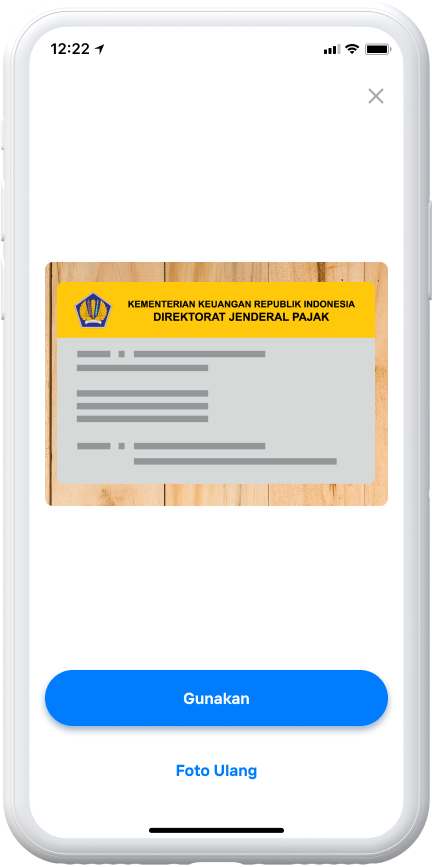 12:22
KEMENTERIAN KEUANGAN REPUBLIK INDONESIA
DIREKTORAT JENDERAL PAJAK
Gunakan
Foto Ulang